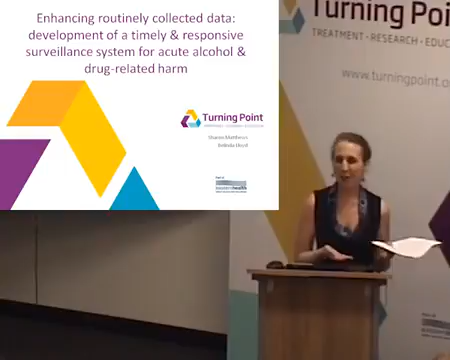 Enhancing routinely collected data:
development of a timely & responsive
surveillance system for acute alcohol &
drug-related harm
Turning Point
Sharon Matthews
Belinda Lloyd
Turning Poin
TREATMENT • RESEARCH • EDUC
www.turningpoint.o